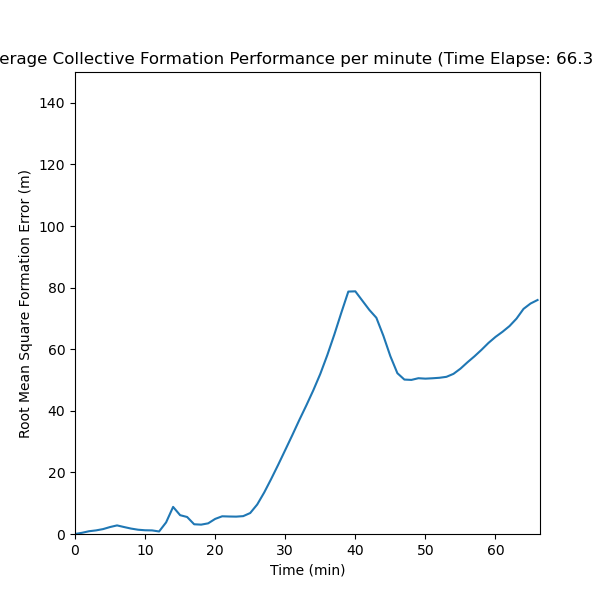 erage Collective Formation Performance per minute (Time Elapse: 66.3
140
120
100
80
60
40
20
0
Root Mean Square Formation Error (m)
0 10 20 30 40 50 60
Time (min)